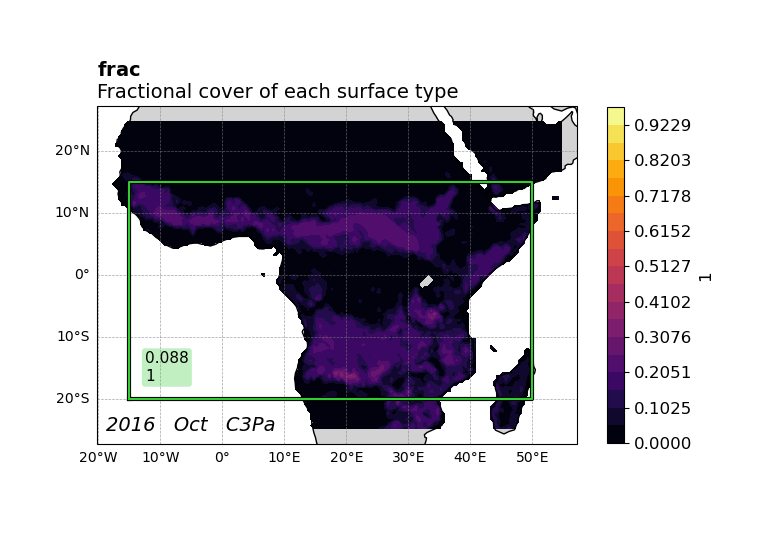 frac
Fractional cover of each surface type
20°N
10°N
0°
10°S
20°S
0.088
1
2016 Oct C3Pa
20°W 10°W 0° 10°E 20°E 30°E 40°E 50°E
0.9229
0.8203
0.7178
0.6152
0.5127
0.4102
0.3076
0.2051
0.1025
0.0000
1